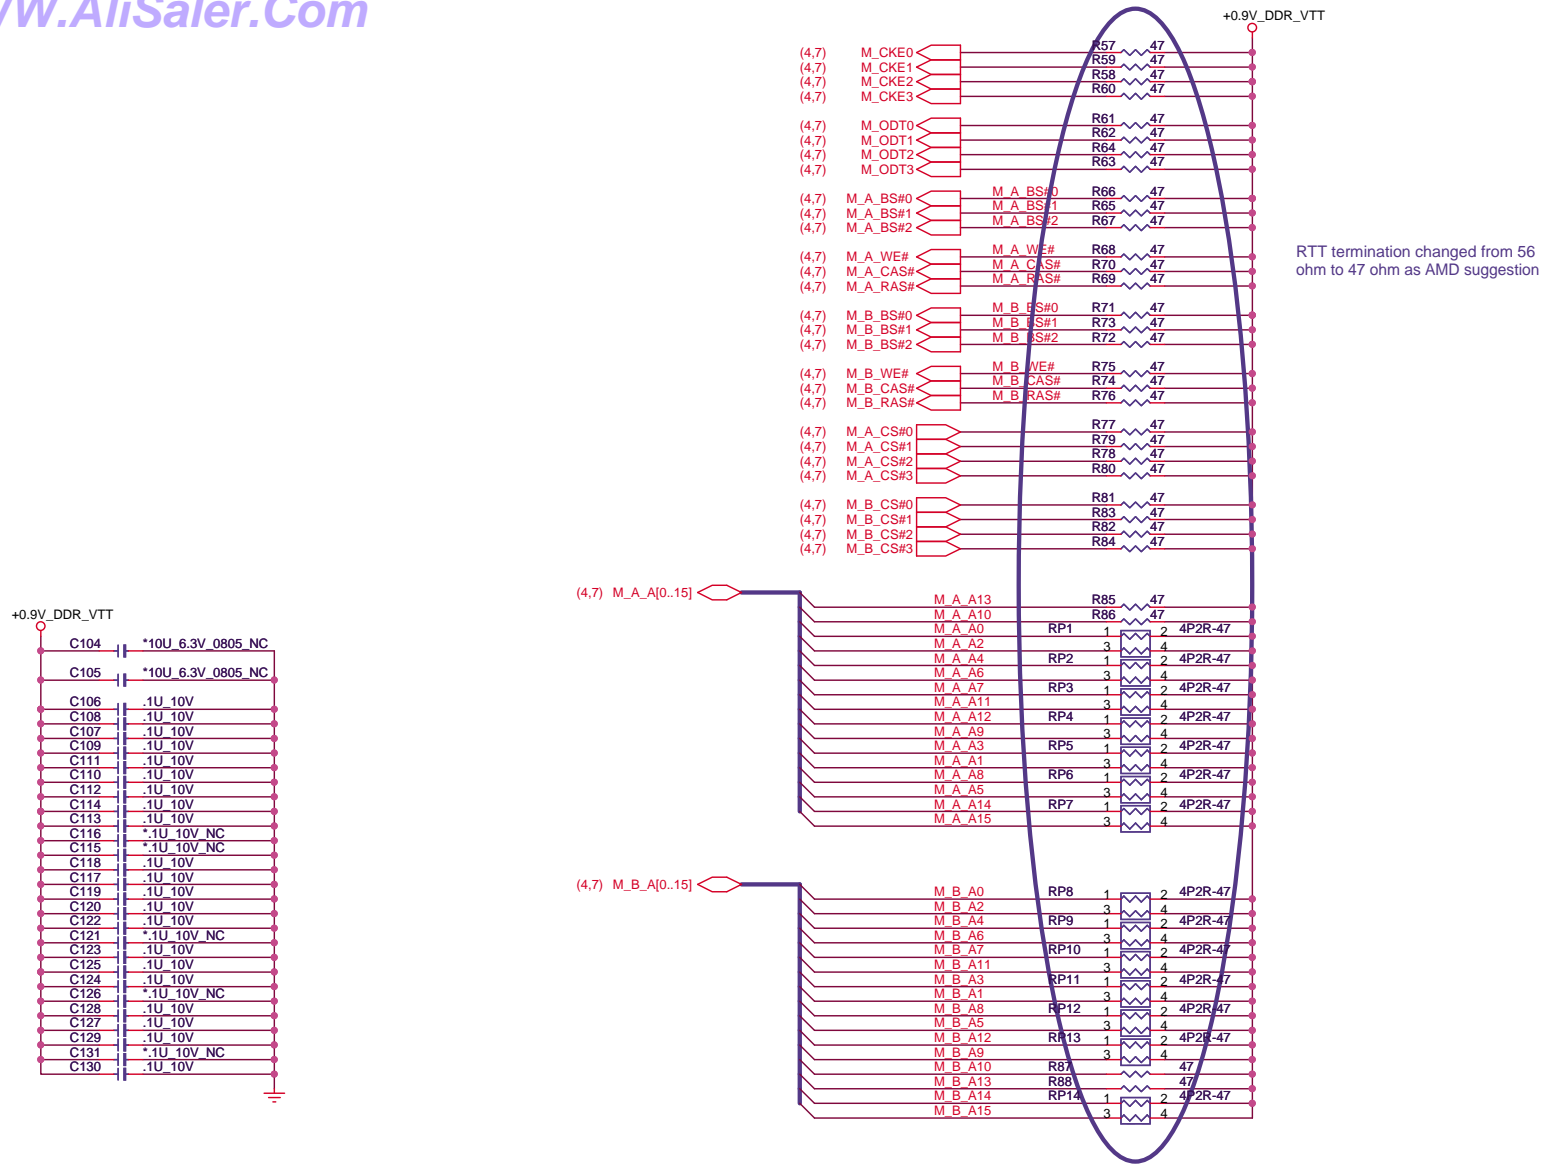 WW.AliSaler.Com
+0.9V_DDR_VTT
(4,7) M_CKE0 R57 47
(4,7) M_CKE1 R59 47
(4,7) M_CKE2 R58 47
(4,7) M_CKE3 R60 47
(4,7) M_ODT0 R61 47
(4,7) M_ODT1 R62 47
(4,7) M_ODT2 R64 47
(4,7) M_ODT3 R63 47
(4,7) M_A_BS#0 M_A_BS#0 R66 47
(4,7) M_A_BS#1 M_A_BS#1 R65 47
(4,7) M_A_BS#2 M_A_BS#2 R67 47
(4,7) M_A_WE# M_A_WE# R68 47
(4,7) M_A_CAS# M_A_CAS# R70 47
(4,7) M_A_RAS# M_A_RAS# R69 47
RTT termination changed from 56
ohm to 47 ohm as AMD suggestion
(4,7) M_B_BS#0 M_B_BS#0 R71 47
(4,7) M_B_BS#1 M_B_BS#1 R73 47
(4,7) M_B_BS#2 M_B_BS#2 R72 47
(4,7) M_B_WE# M_B_WE# R75 47
(4,7) M_B_CAS# M_B_CAS# R74 47
(4,7) M_B_RAS# M_B_RAS# R76 47
(4,7) M_A_CS#0 R77 47
(4,7) M_A_CS#1 R79 47
(4,7) M_A_CS#2 R78 47
(4,7) M_A_CS#3 R80 47
(4,7) M_B_CS#0 R81 47
(4,7) M_B_CS#1 R83 47
(4,7) M_B_CS#2 R82 47
(4,7) M_B_CS#3 R84 47
(4,7) M_A_A[0..15]
M_A_A13 R85 47
M_A_A10 R86 47
M_A_A0 RP1 1 2 4P2R-47
M_A_A2 3 4
M_A_A4 RP2 1 2 4P2R-47
M_A_A6 3 4
M_A_A7 RP3 1 2 4P2R-47
M_A_A11 3 4
M_A_A12 RP4 1 2 4P2R-47
M_A_A9 3 4
M_A_A3 RP5 1 2 4P2R-47
M_A_A1 3 4
M_A_A8 RP6 1 2 4P2R-47
M_A_A5 3 4
M_A_A14 RP7 1 2 4P2R-47
M_A_A15 3 4
(4,7) M_B_A[0..15]
M_B_A0 RP8 1 2 4P2R-47
M_B_A2 3 4
M_B_A4 RP9 1 2 4P2R-47
M_B_A6 3 4
M_B_A7 RP10 1 2 4P2R-47
M_B_A11 3 4
M_B_A3 RP11 1 2 4P2R-47
M_B_A1 3 4
M_B_A8 RP12 1 2 4P2R-47
M_B_A5 3 4
M_B_A12 RP13 1 2 4P2R-47
M_B_A9 3 4
M_B_A10 R87 47
M_B_A13 R88 47
M_B_A14 RP14 1 2 4P2R-47
M_B_A15 3 4
+0.9V_DDR_VTT
C104 *10U_6.3V_0805_NC
C105 *10U_6.3V_0805_NC
C106 .1U_10V
C108 .1U_10V
C107 .1U_10V
C109 .1U_10V
C111 .1U_10V
C110 .1U_10V
C112 .1U_10V
C114 .1U_10V
C113 .1U_10V
C116 *.1U_10V_NC
C115 *.1U_10V_NC
C118 .1U_10V
C117 .1U_10V
C119 .1U_10V
C120 .1U_10V
C122 .1U_10V
C121 *.1U_10V_NC
C123 .1U_10V
C125 .1U_10V
C124 .1U_10V
C126 *.1U_10V_NC
C128 .1U_10V
C127 .1U_10V
C129 .1U_10V
C131 *.1U_10V_NC
C130 .1U_10V